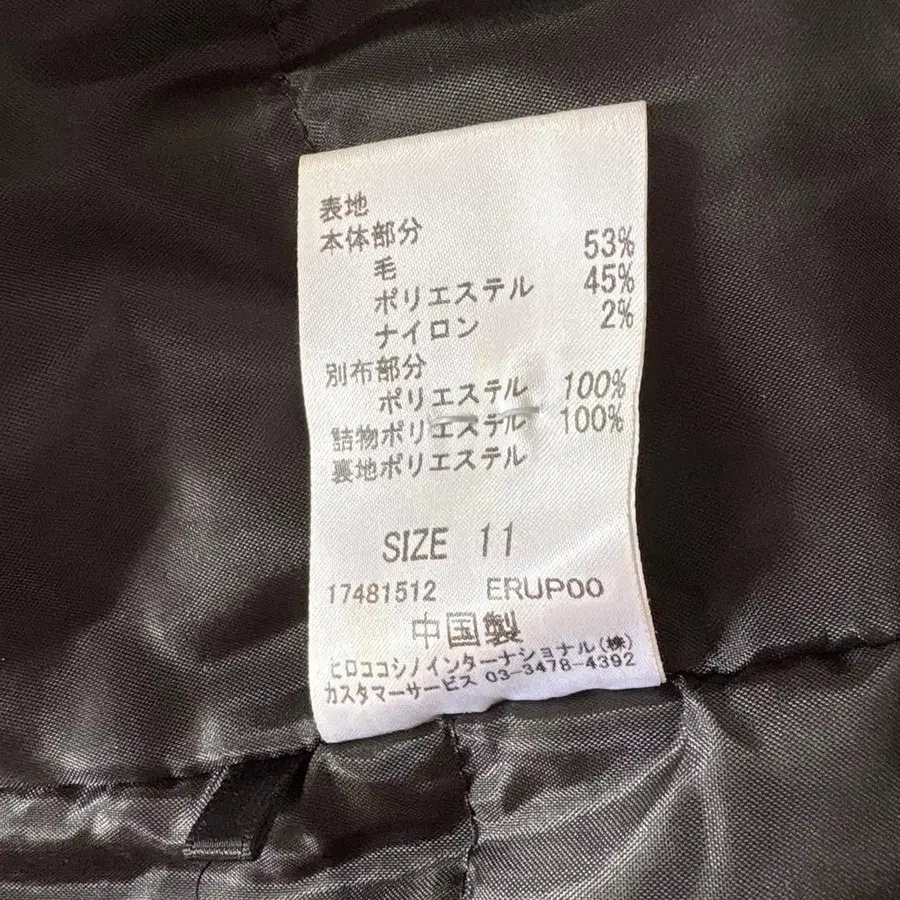 表地
本体部分
毛 53%
ポリエステル 45%
ナイロン 2%
別布部分
ポリエステル 100%
詰物ポリエステル 100%
裏地ポリエステル
SIZE 11
17481512 ERUP00
中国製
ヒロココシノインターナショナル(株)
カスタマーサービス 03-3478-4392